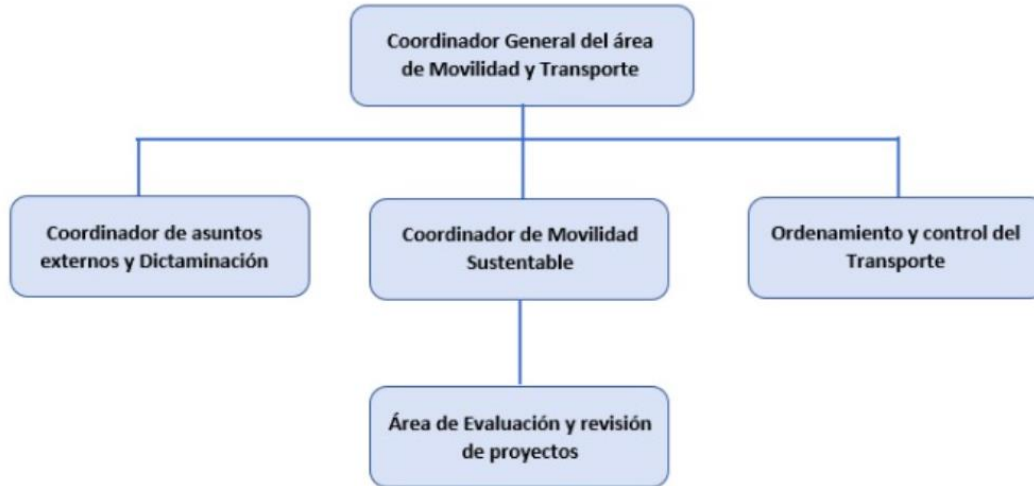 Coordinador General del área
de Movilidad y Transporte
Coordinador de asuntos
externos y Dictaminación
Coordinador de Movilidad
Sustentable
Ordenamiento y control del
Transporte
Área de Evaluación y revisión
de proyectos